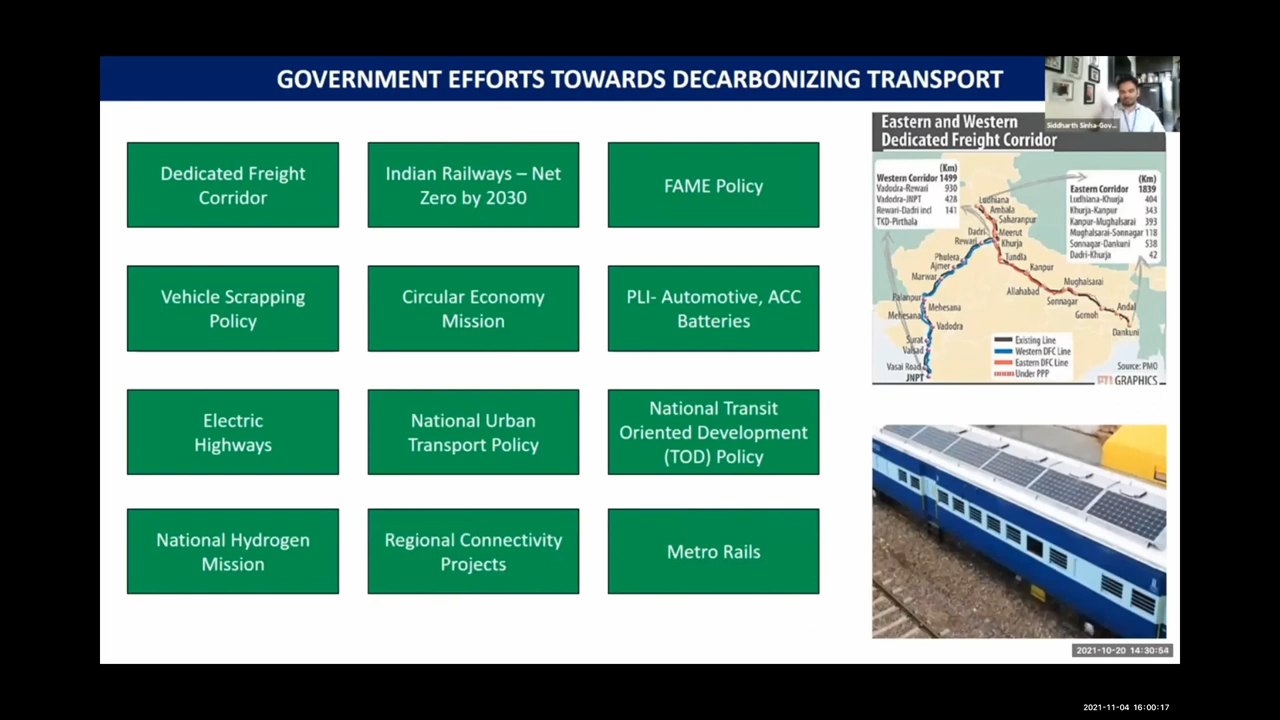 GOVERNMENT EFFORTS TOWARDS DECARBONIZING TRANSPORT
Siddharth Sinha-Gov...
Dedicated Freight
Corridor
Indian Railways – Net
Zero by 2030
FAME Policy
Vehicle Scrapping
Policy
Circular Economy
Mission
PLI- Automotive, ACC
Batteries
Electric
Highways
National Urban
Transport Policy
National Transit
Oriented Development
(TOD) Policy
National Hydrogen
Mission
Regional Connectivity
Projects
Metro Rails
Eastern and Western
Dedicated Freight Corridor
(Km)
Western Corridor 1499
Vadodra-Rewari 930
Vadodra-JNPT 428
Rewari-Dadri incl 141
TKD-Pirthala
(Km)
Eastern Corridor 1839
Ludhiana-Khurja 404
Khurja-Kanpur 343
Kanpur-Mughalsarai 393
Mughalsarai-Sonnagar 118
Sonnagar-Dankuni 538
Dadri-Khurja 42
Ludhiana
Ambala
Saharanpur
Dadri
Meerut
Rewari
Khurja
Phulera
Tundla
Ajmer
Kanpur
Marwar
Mughalsarai
Allahabad
Palanpur
Sonnagar
Mehesana
Andal
Mehesana
Gomoh
Vadodra
Dankuni
Surat
Valsad
Vasai Road
JNPT
Existing Line
Western DFC Line
Eastern DFC Line
Under PPP
Source: PMO
GRAPHICS
2021-10-20 14:30:54
2021-11-04 16:00:17